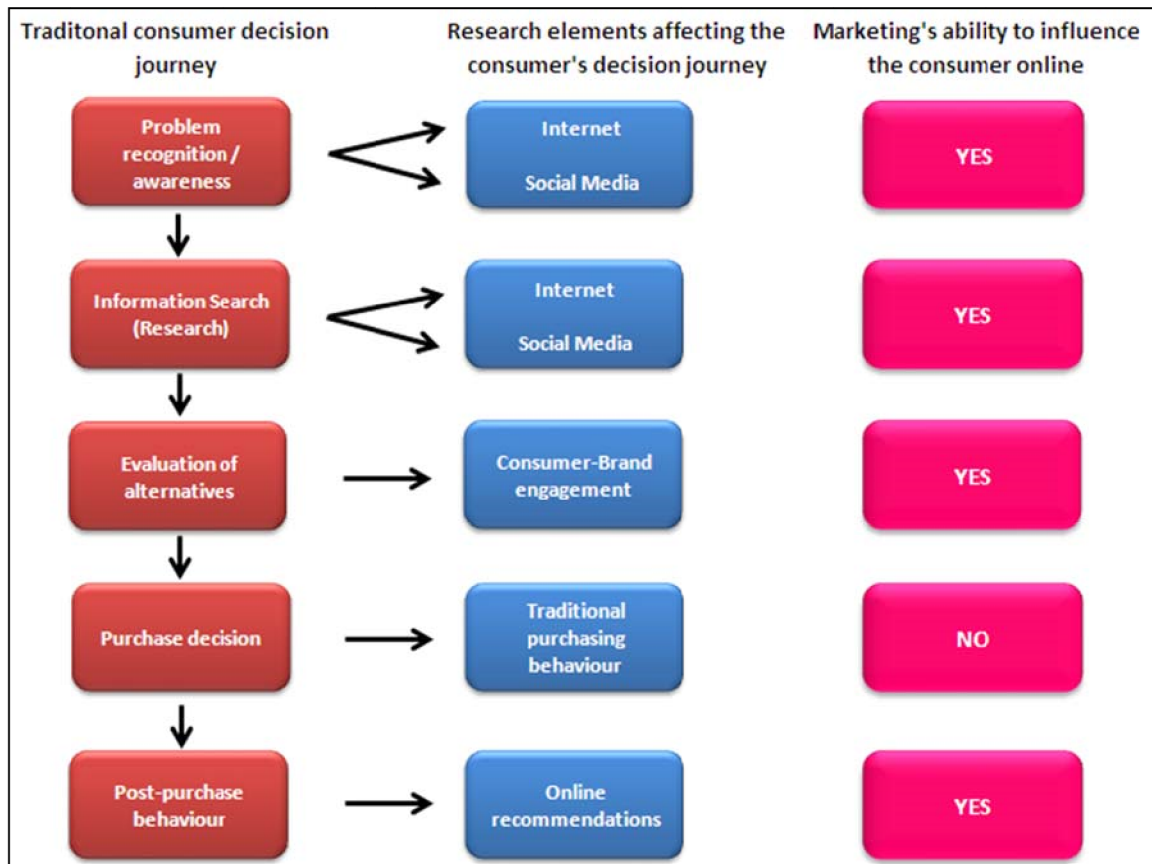 Traditonal consumer decision
journey
Research elements affecting the
consumer's decision journey
Marketing's ability to influence
the consumer online
Problem
recognition /
awareness
Internet
Social Media
YES
Information Search
(Research)
Internet
Social Media
YES
Evaluation of
alternatives
Consumer-Brand
engagement
YES
Purchase decision
Traditional
purchasing
behaviour
NO
Post-purchase
behaviour
Online
recommendations
YES